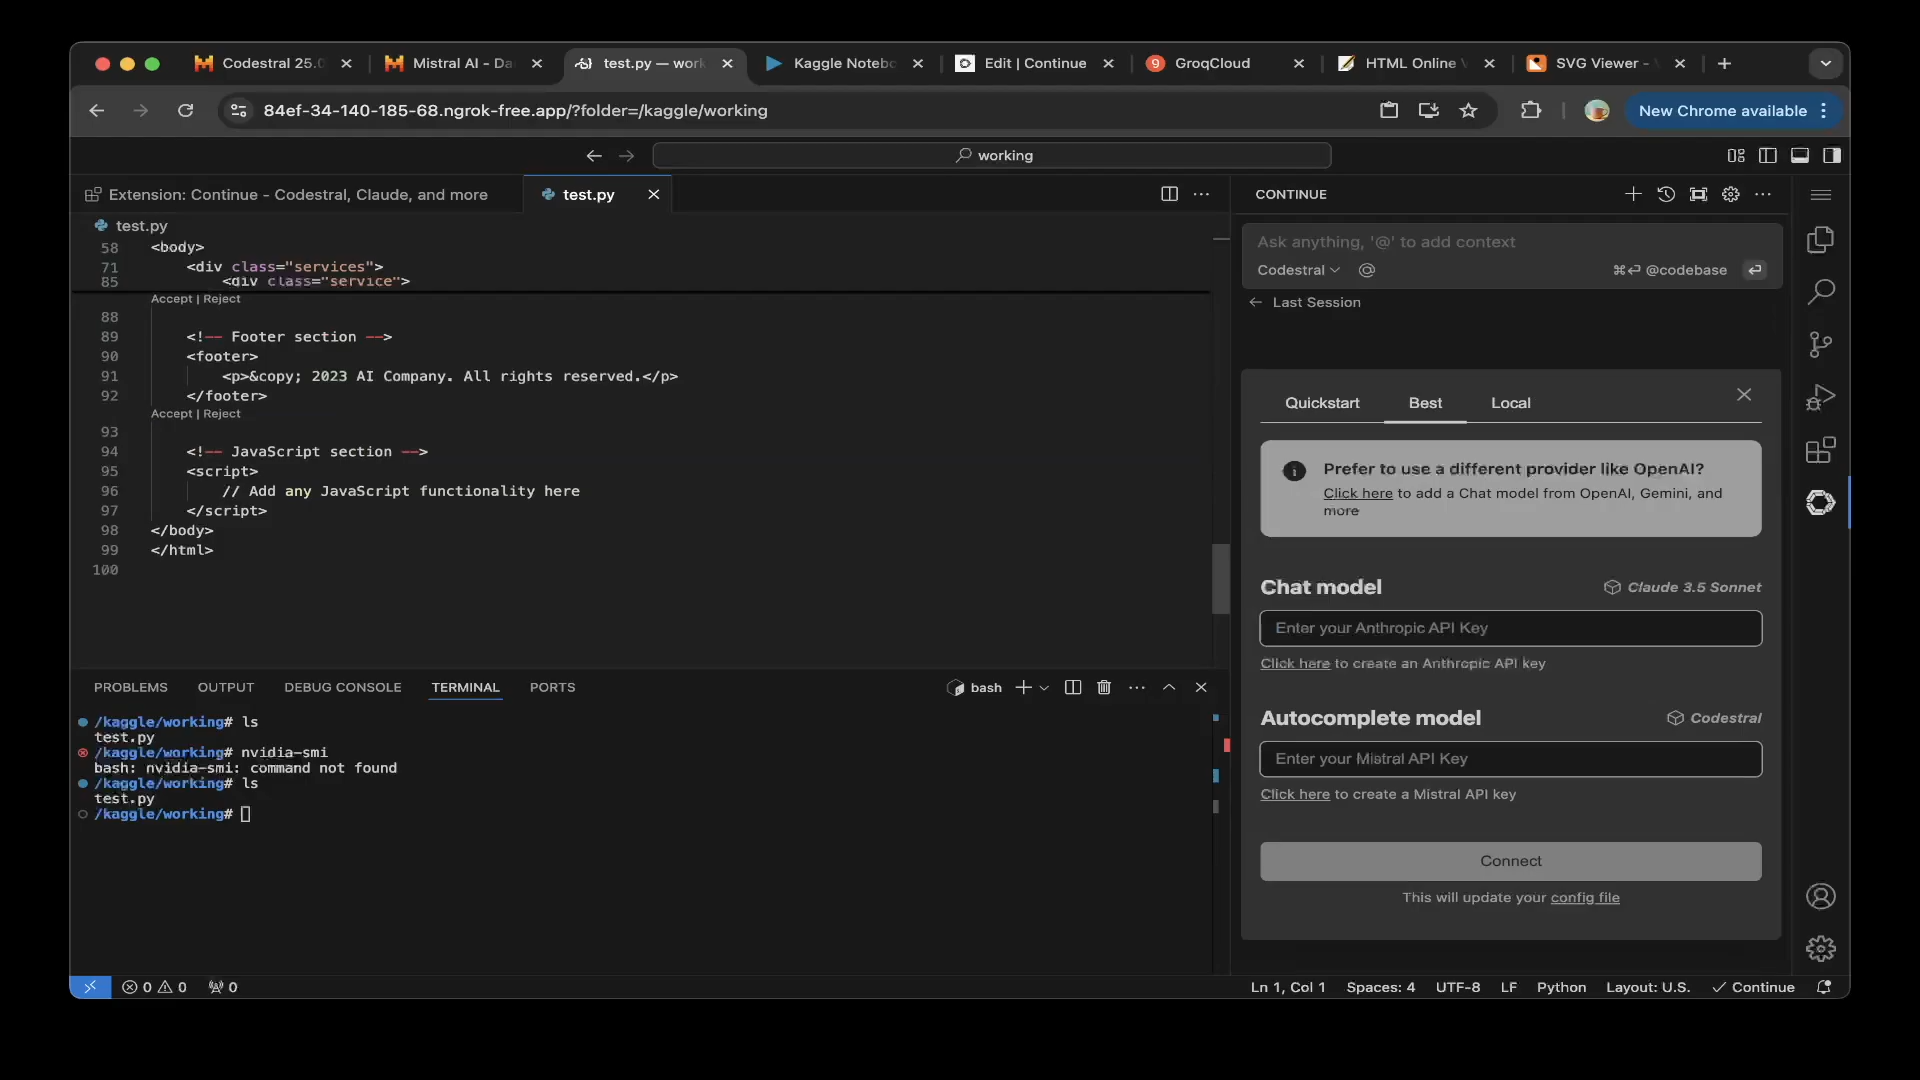 Codestral 25.0
Mistral AI - Da
test.py — work
Kaggle Notebo
Edit | Continue
GroqCloud
HTML Online
SVG Viewer -
84ef-34-140-185-68.ngrok-free.app/?folder=/kaggle/working
New Chrome available
working
Extension: Continue - Codestral, Claude, and more
test.py
test.py
58 <body>
71 <div class="services">
85 <div class="service">
Accept | Reject
88
89 <!-- Footer section -->
90 <footer>
91 <p>&copy; 2023 AI Company. All rights reserved.</p>
92 </footer>
Accept | Reject
93
94 <!-- JavaScript section -->
95 <script>
96 // Add any JavaScript functionality here
97 </script>
98 </body>
99 </html>
100
PROBLEMS OUTPUT DEBUG CONSOLE TERMINAL PORTS
bash
/kaggle/working# ls
test.py
/kaggle/working# nvidia-smi
bash: nvidia-smi: command not found
/kaggle/working# ls
test.py
/kaggle/working#
CONTINUE
Ask anything, '@' to add context
Codestral
⌘⏎ @codebase
Last Session
Quickstart Best Local
Prefer to use a different provider like OpenAI?
Click here to add a Chat model from OpenAI, Gemini, and
more
Chat model
Claude 3.5 Sonnet
Enter your Anthropic API Key
Click here to create an Anthropic API key
Autocomplete model
Codestral
Enter your Mistral API Key
Click here to create a Mistral API key
Connect
This will update your config file
0 0 0
Ln 1, Col 1 Spaces: 4 UTF-8 LF Python Layout: U.S. Continue